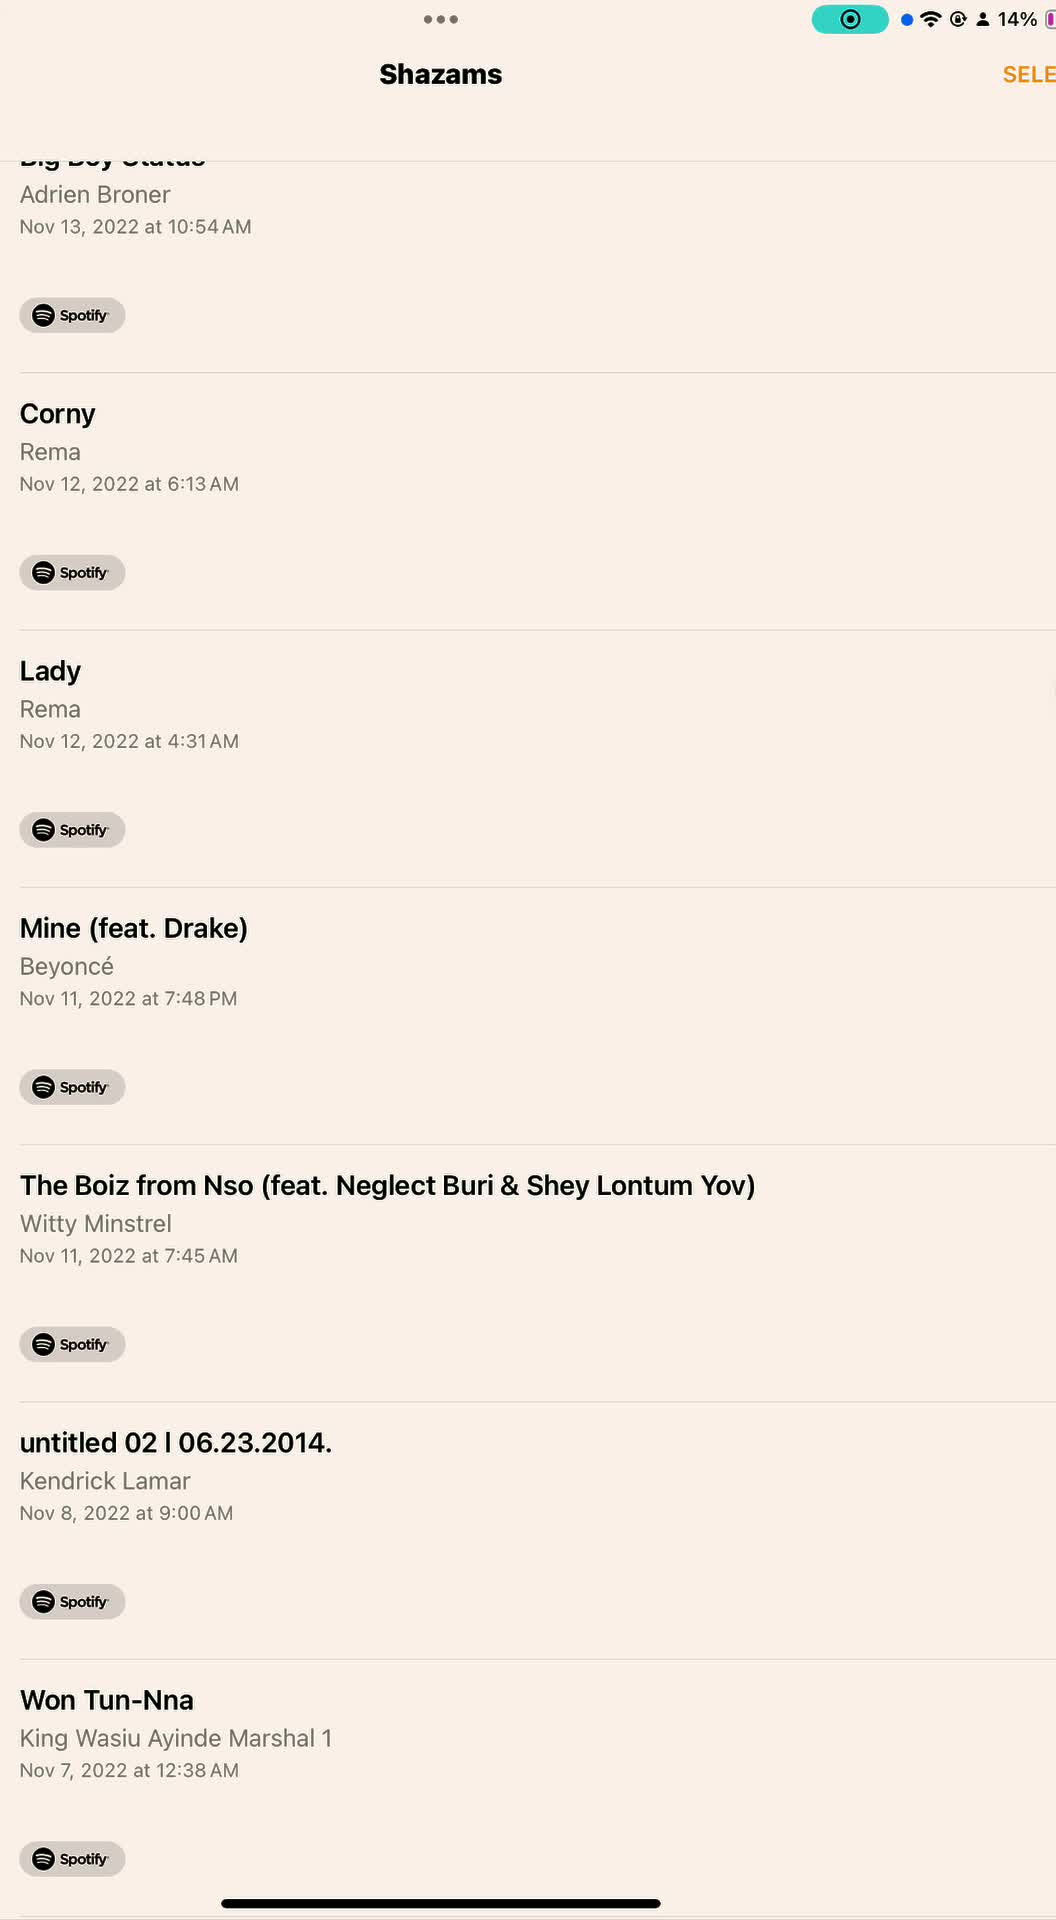 14%
Shazams
SELE
Big Boy Status
Adrien Broner
Nov 13, 2022 at 10:54 AM
Spotify
Corny
Rema
Nov 12, 2022 at 6:13 AM
Spotify
Lady
Rema
Nov 12, 2022 at 4:31 AM
Spotify
Mine (feat. Drake)
Beyoncé
Nov 11, 2022 at 7:48 PM
Spotify
The Boiz from Nso (feat. Neglect Buri & Shey Lontum Yov)
Witty Minstrel
Nov 11, 2022 at 7:45 AM
Spotify
untitled 02 l 06.23.2014.
Kendrick Lamar
Nov 8, 2022 at 9:00 AM
Spotify
Won Tun-Nna
King Wasiu Ayinde Marshal 1
Nov 7, 2022 at 12:38 AM
Spotify